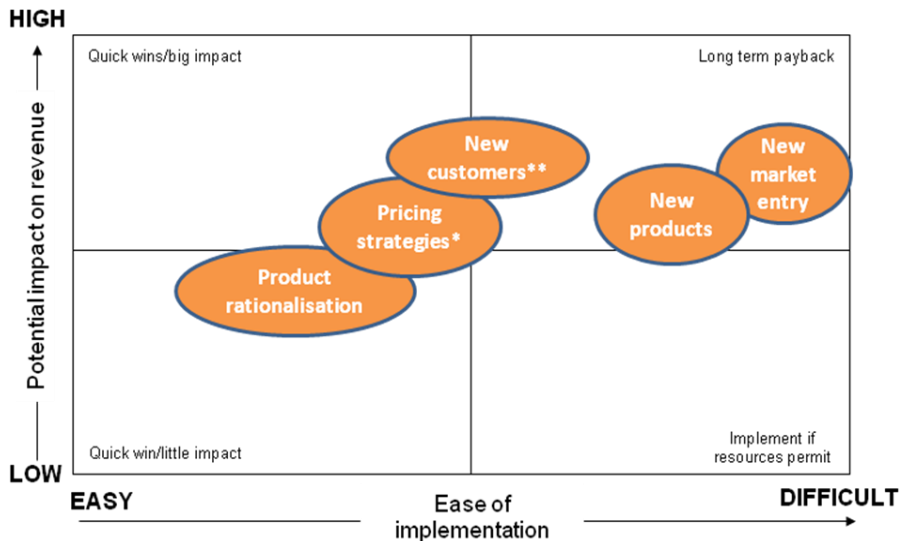 HIGH
Quick wins/big impact
Long term payback
Potential impact on revenue
New
customers**
New
market
entry
Pricing
strategies*
New
products
Product
rationalisation
Quick win/little impact
Implement if
resources permit
LOW
EASY
Ease of
implementation
DIFFICULT